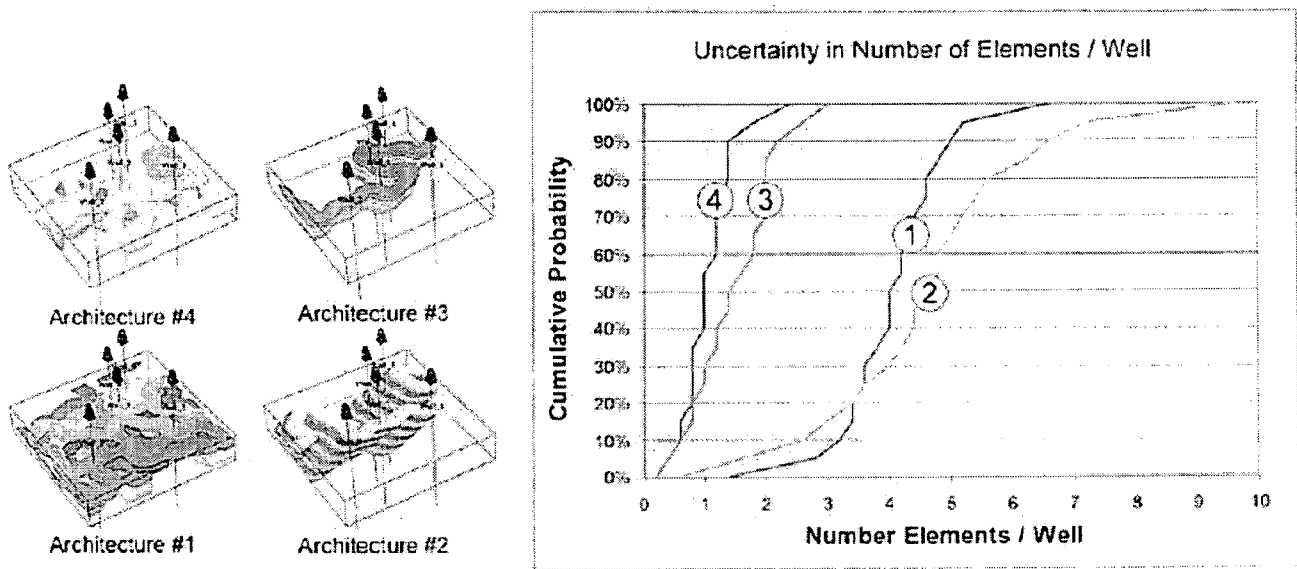 Architecture #4
Architecture #3
Architecture #1
Architecture #2
Uncertainty in Number of Elements / Well
Cumulative Probability
100%
90%
80%
70%
60%
50%
40%
30%
20%
10%
0%
4
3
1
2
0 1 2 3 4 5 6 7 8 9 10
Number Elements / Well